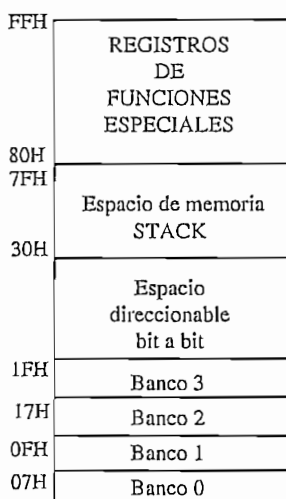 FFH
REGISTROS
DE
FUNCIONES
ESPECIALES
80H
7FH
Espacio de memoria
STACK
30H
Espacio
direccionable
bit a bit
1FH
Banco 3
17H
Banco 2
0FH
Banco 1
07H
Banco 0